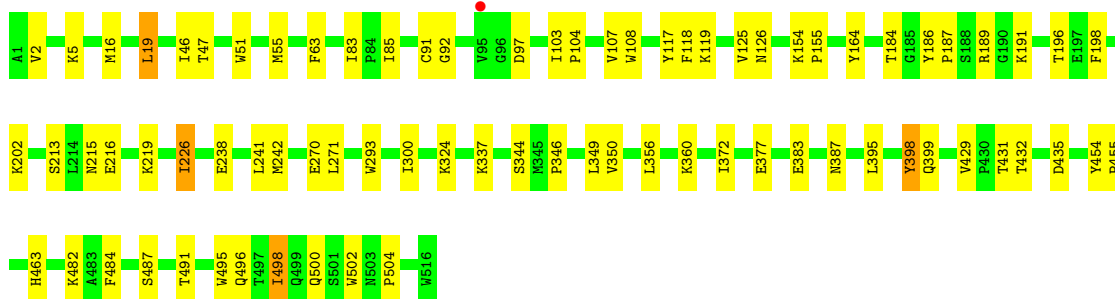 A1 V2 K5 M16 L19 I46 T47 W51 M55 F63 I83 P84 I85 C91 G92 V95 G96 D97 I103 P104 V107 W108 Y117 F118 K119 V125 N126 K154 P155 Y164 T184 G185 Y186 P187 S188 R189 G190 K191 T196 E197 F198
K202 S213 L214 N215 E216 K219 I226 E238 L241 M242 E270 L271 W293 I300 K324 K337 S344 M345 P346 L349 V350 L356 K360 I372 E377 E383 N387 L395 Y398 Q399 V429 P430 T431 T432 D435 Y454 P455
H463 K482 A483 F484 S487 T491 W495 Q496 T497 I498 Q499 Q500 S501 W502 N503 P504 W516